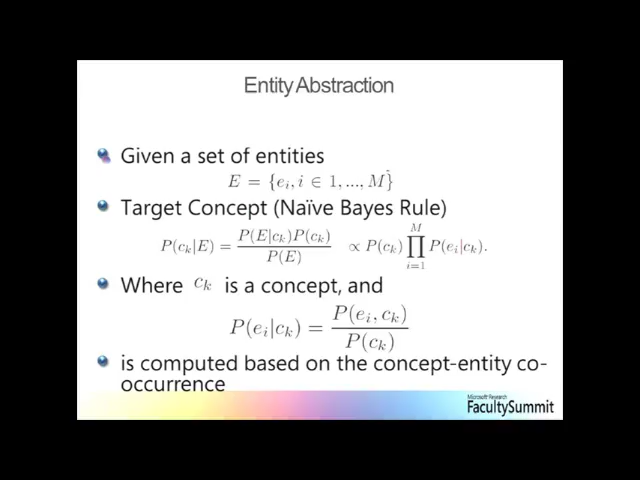 Entity Abstraction
Given a set of entities
E = {e_i, i ∈ 1, ..., M}
Target Concept (Naïve Bayes Rule)
P(c_k|E) = P(E|c_k)P(c_k) / P(E) ∝ P(c_k) ∏_{i=1}^{M} P(e_i|c_k).
Where c_k is a concept, and
P(e_i|c_k) = P(e_i, c_k) / P(c_k)
is computed based on the concept-entity co-
occurrence
Microsoft Research
FacultySummit